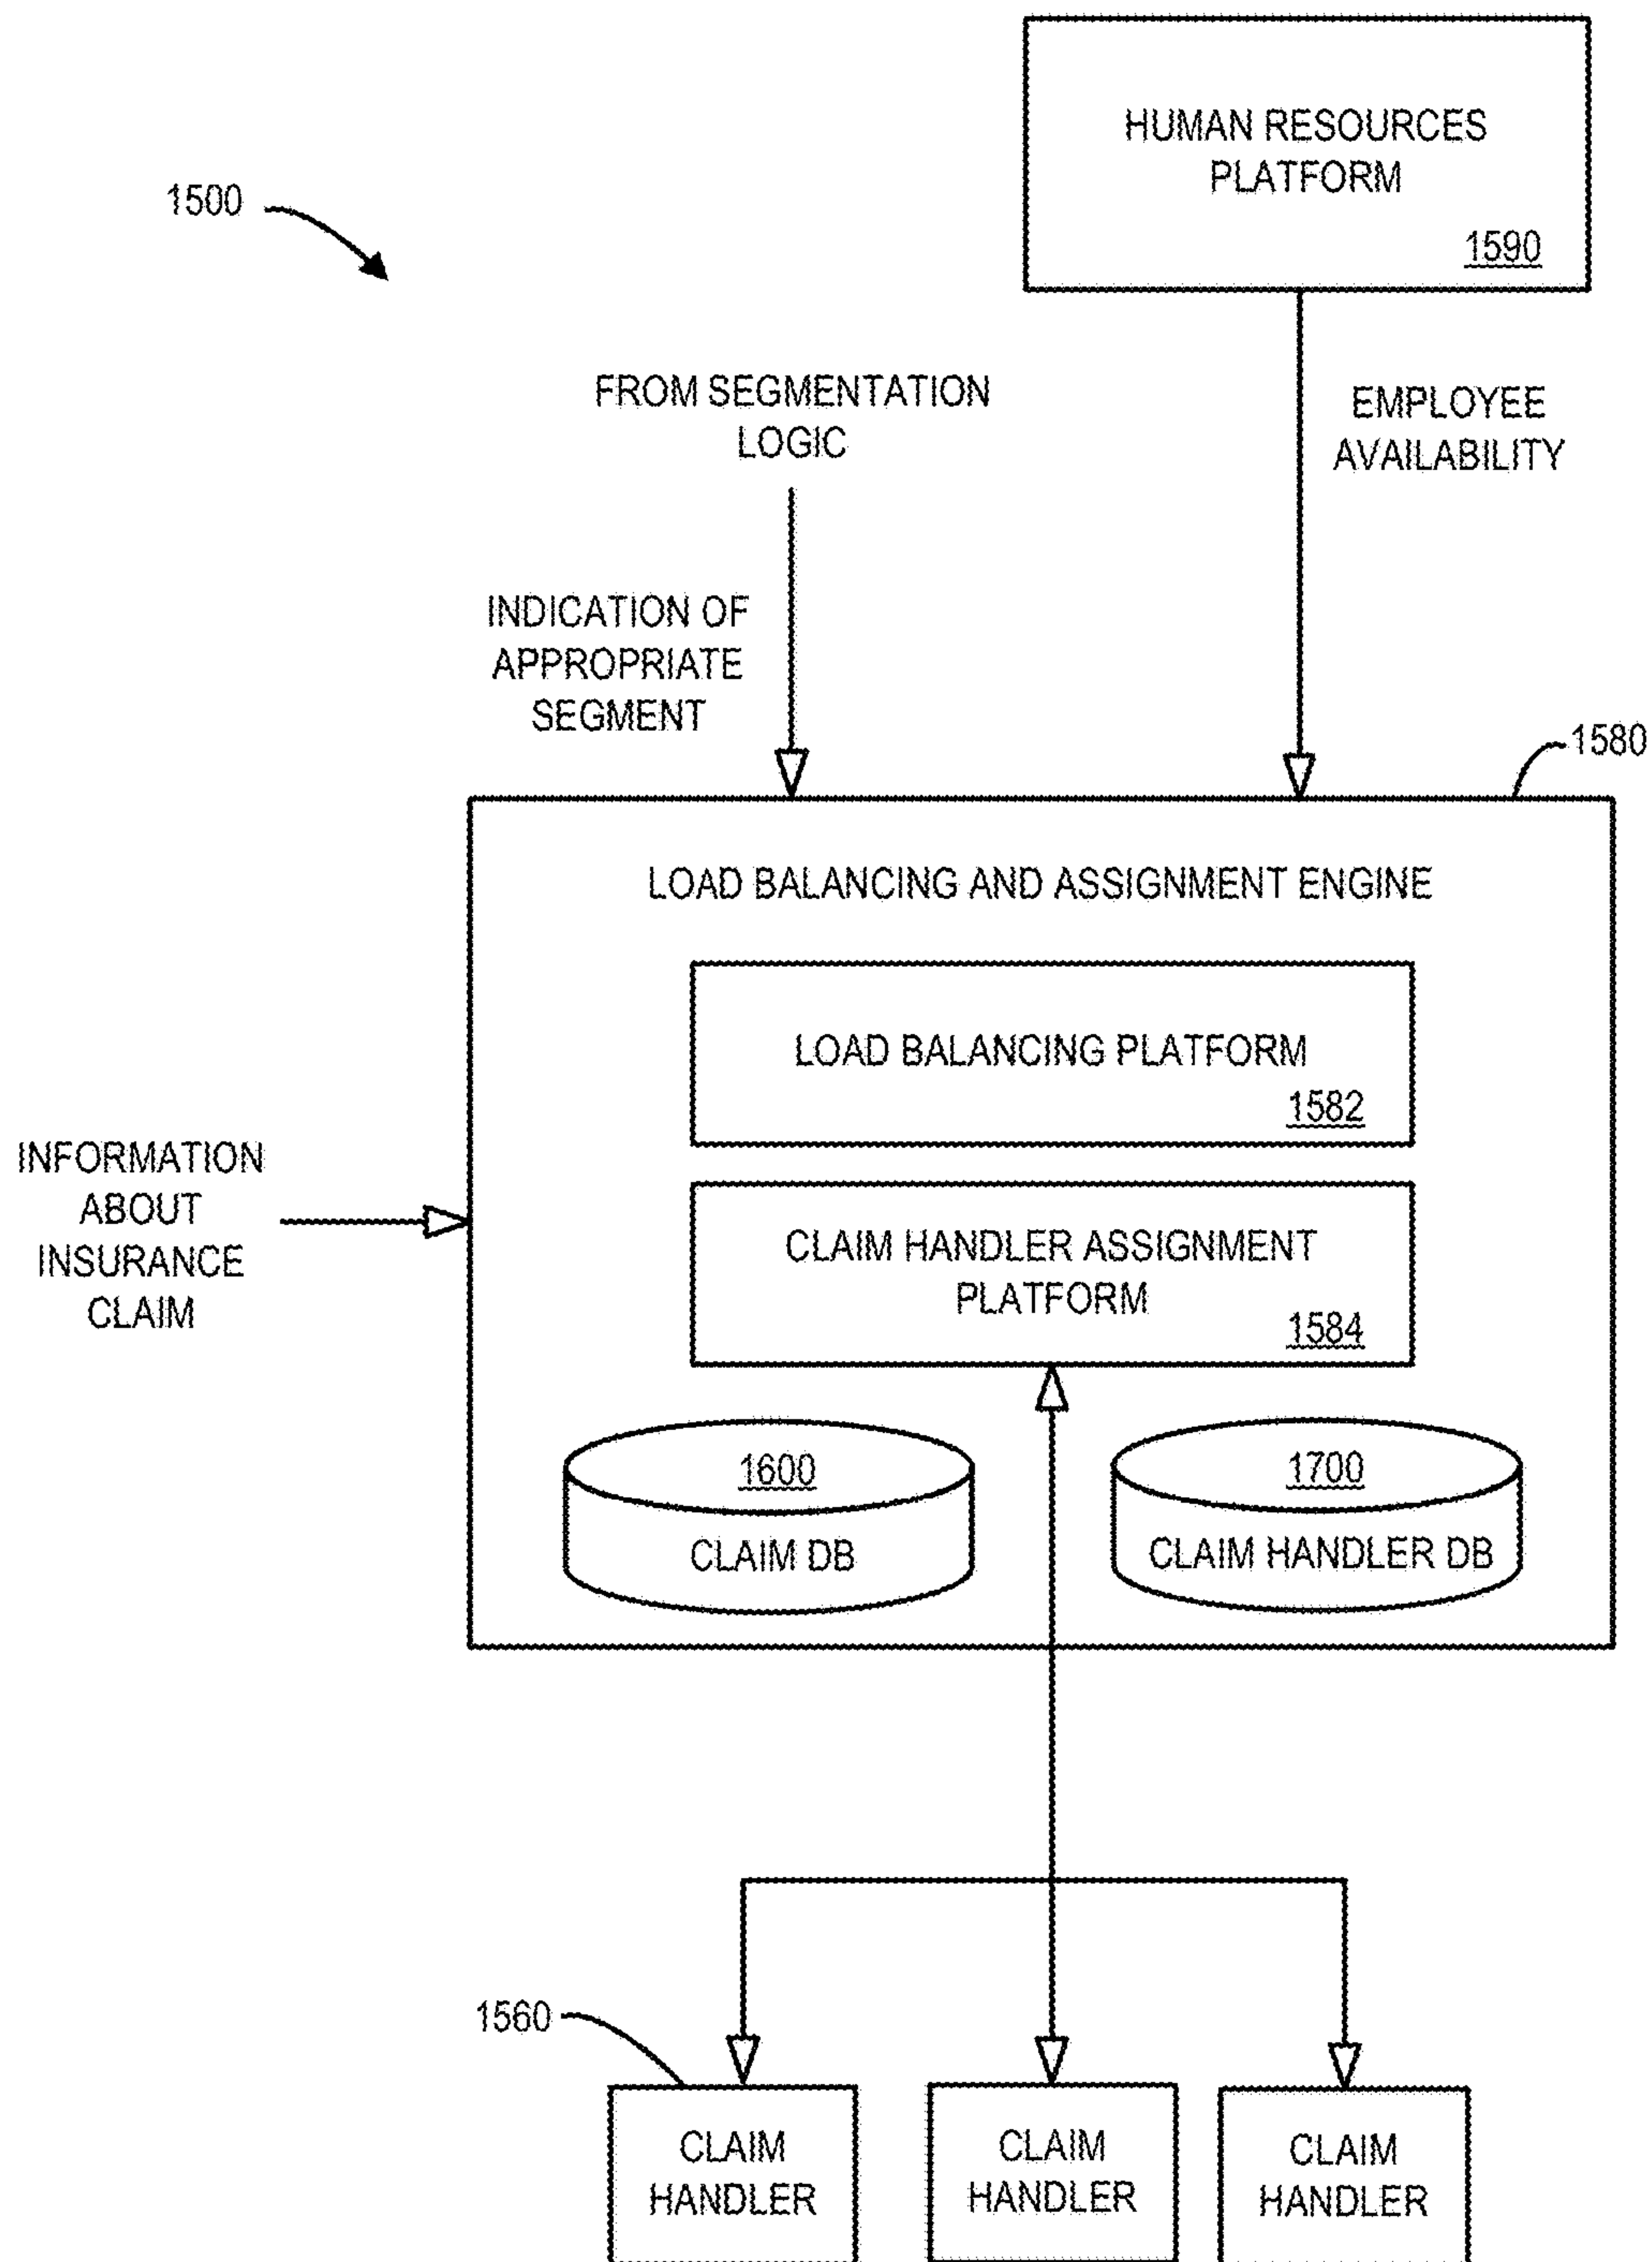 HUMAN RESOURCES
PLATFORM
1590
1500
FROM SEGMENTATION
LOGIC
EMPLOYEE
AVAILABILITY
INDICATION OF
APPROPRIATE
SEGMENT
1580
LOAD BALANCING AND ASSIGNMENT ENGINE
LOAD BALANCING PLATFORM
1582
INFORMATION
ABOUT
INSURANCE
CLAIM
CLAIM HANDLER ASSIGNMENT
PLATFORM
1584
1600
CLAIM DB
1700
CLAIM HANDLER DB
1560
CLAIM
HANDLER
CLAIM
HANDLER
CLAIM
HANDLER